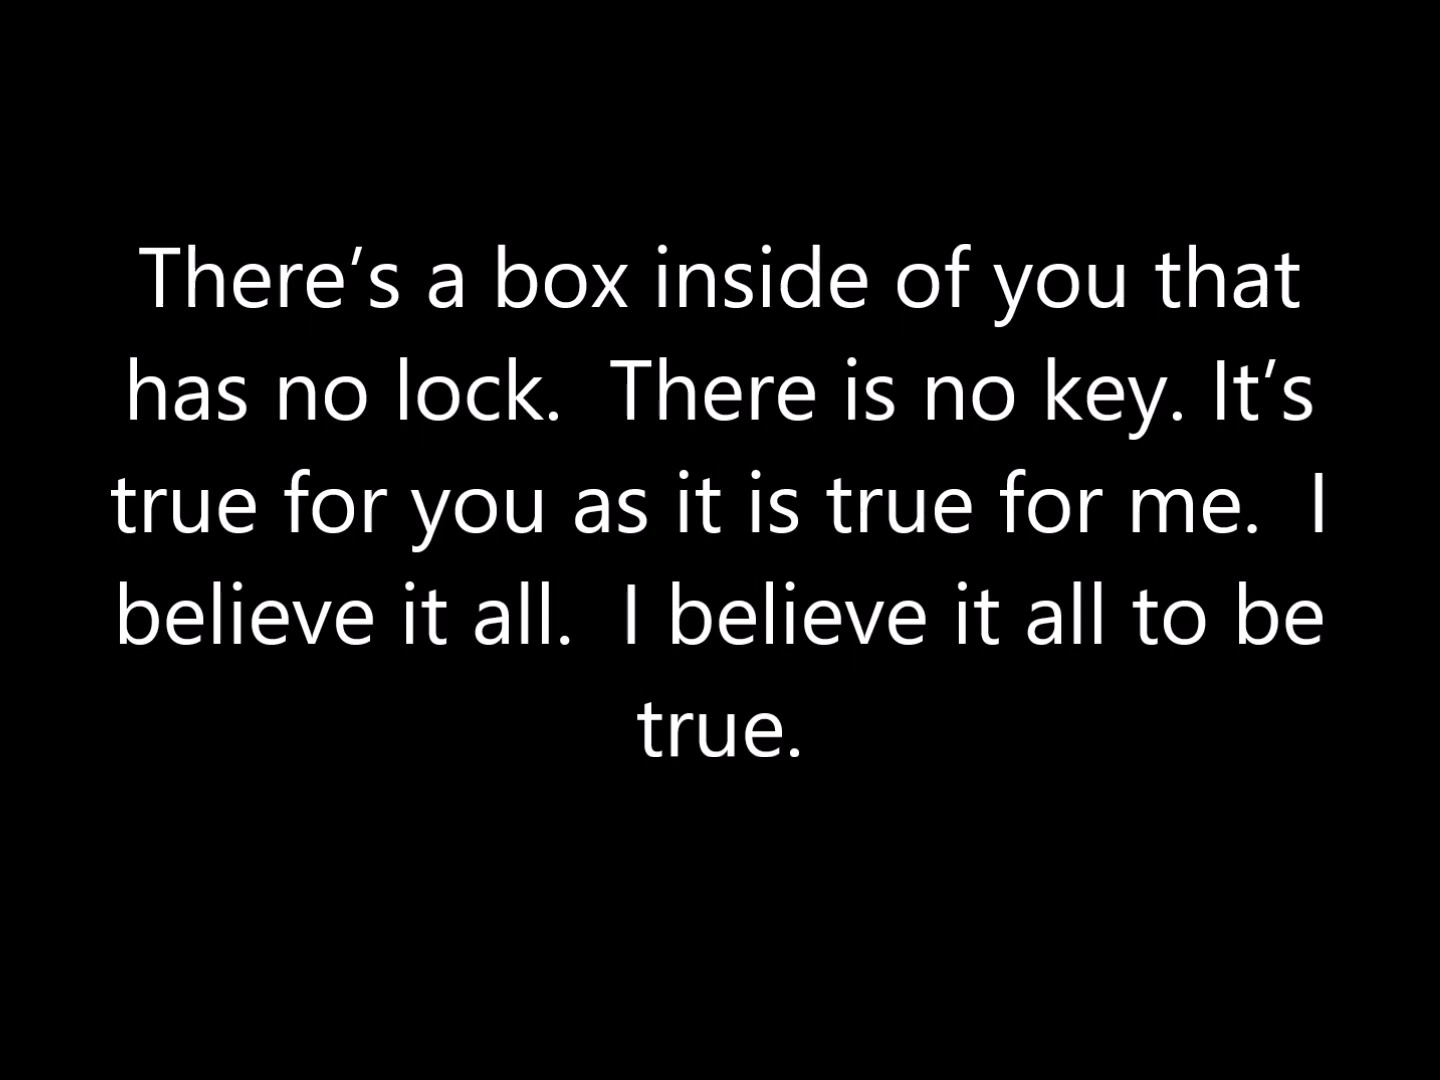 There’s a box inside of you that
has no lock.  There is no key. It’s
true for you as it is true for me.  I
believe it all.  I believe it all to be
true.